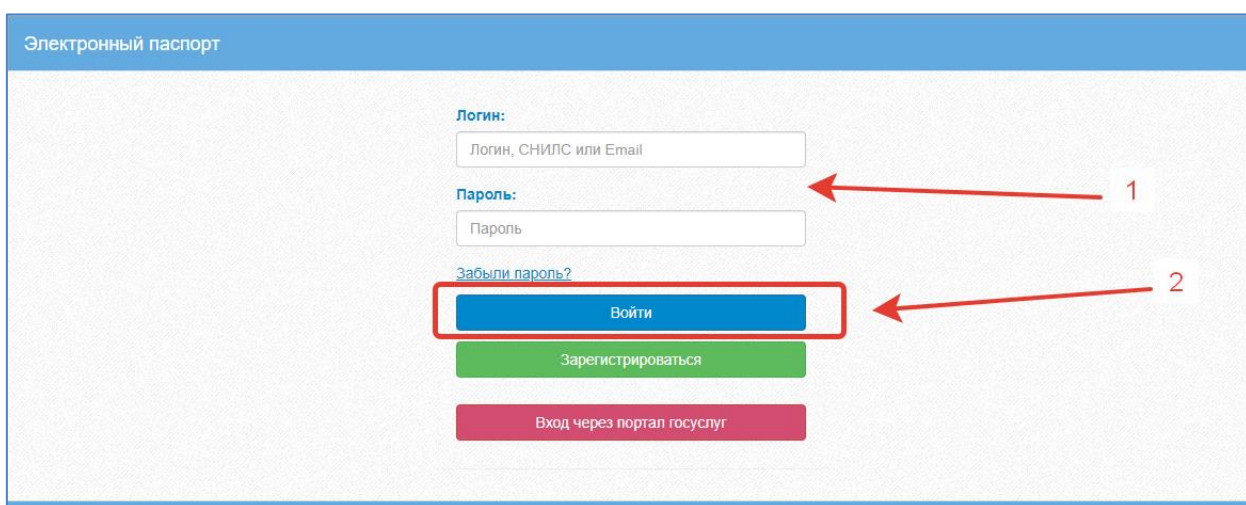 Электронный паспорт
Логин:
Логин, СНИЛС или Email
1
Пароль:
Пароль
Забыли пароль?
2
Войти
Зарегистрироваться
Вход через портал госуслуг